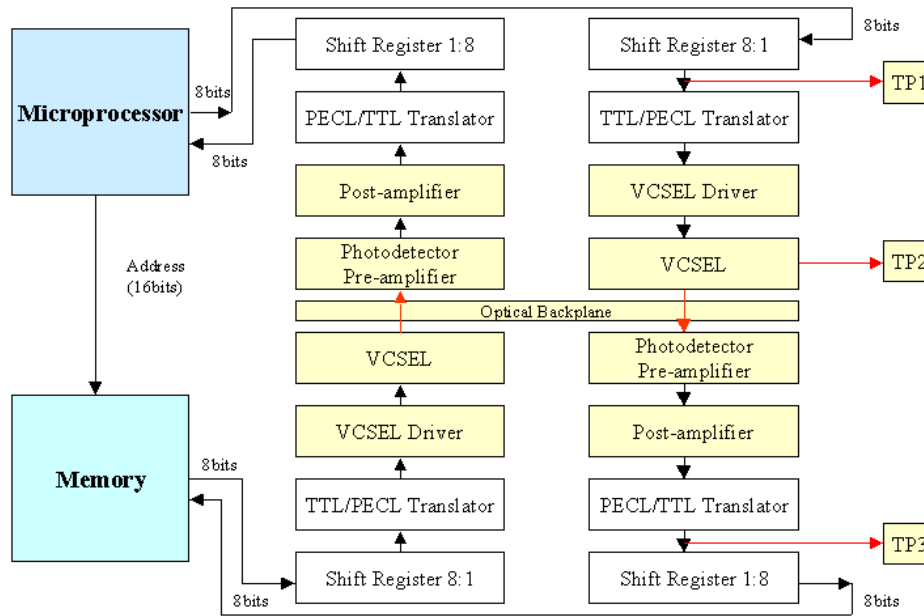 Microprocessor
8bits
8bits
Address
(16bits)
Memory
8bits
8bits
Shift Register 1:8
PECL/TTL Translator
Post-amplifier
Photodetector
Pre-amplifier
Optical Backplane
VCSEL
VCSEL Driver
TTL/PECL Translator
Shift Register 8:1
Shift Register 8:1
8bits
TP1
TTL/PECL Translator
VCSEL Driver
VCSEL
TP2
Photodetector
Pre-amplifier
Post-amplifier
PECL/TTL Translator
TP3
Shift Register 1:8
8bits